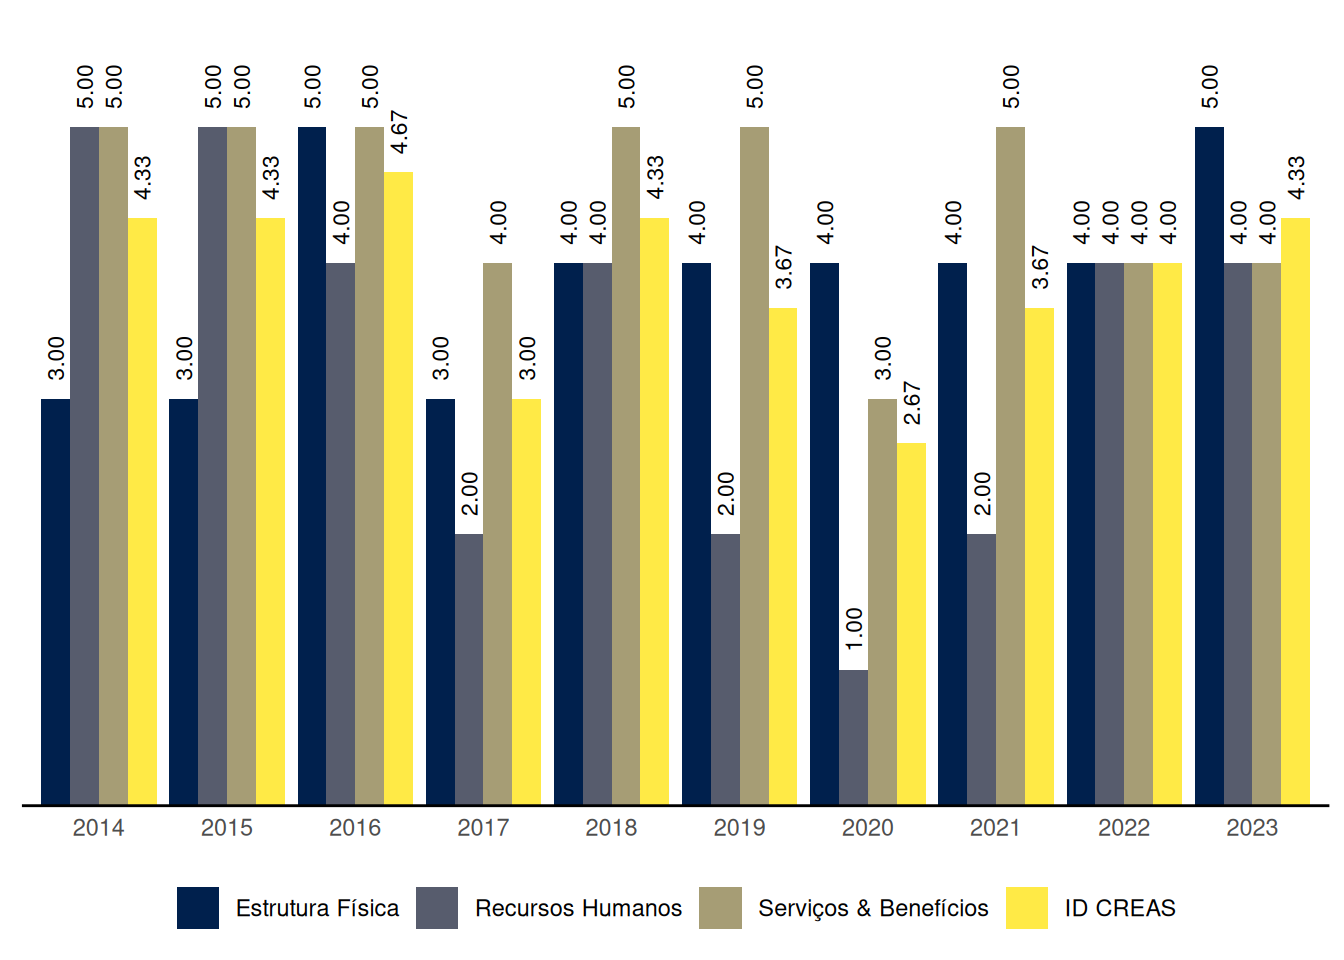 3.00 5.00 5.00 4.33 3.00 5.00 5.00 4.33 5.00 4.00 5.00 4.67 3.00 2.00 4.00 3.00 4.00 4.00 5.00 4.33 4.00 2.00 5.00 3.67 4.00 1.00 3.00 2.67 4.00 2.00 5.00 3.67 4.00 4.00 4.00 4.00 5.00 4.00 4.00 4.33
2014 2015 2016 2017 2018 2019 2020 2021 2022 2023
Estrutura Física Recursos Humanos Serviços & Benefícios ID CREAS